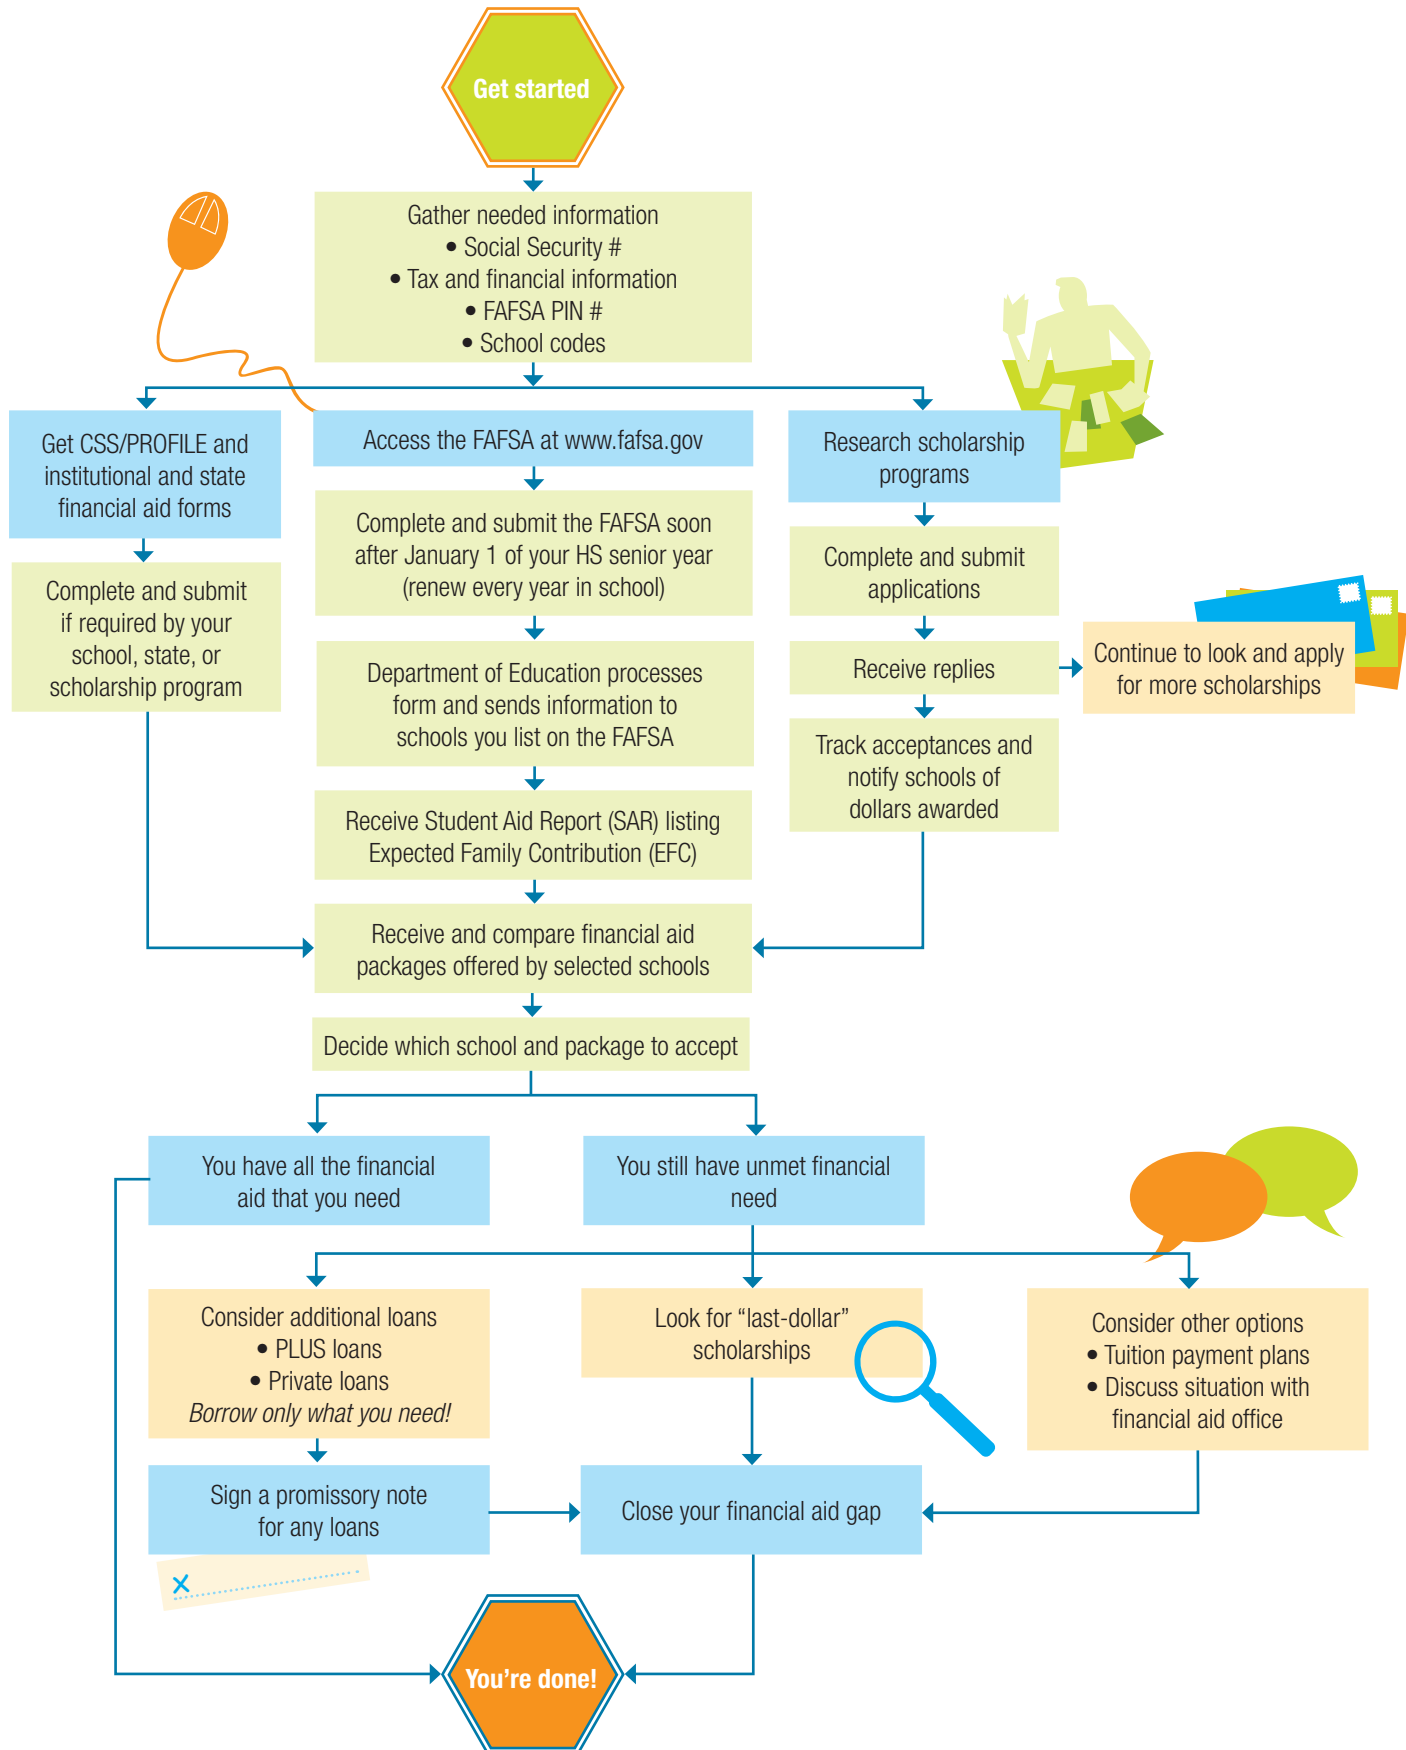 Get started
Gather needed information
• Social Security #
• Tax and financial information
• FAFSA PIN #
• School codes
Get CSS/PROFILE and
institutional and state
financial aid forms
Complete and submit
if required by your
school, state, or
scholarship program
Access the FAFSA at www.fafsa.gov
Complete and submit the FAFSA soon
after January 1 of your HS senior year
(renew every year in school)
Department of Education processes
form and sends information to
schools you list on the FAFSA
Receive Student Aid Report (SAR) listing
Expected Family Contribution (EFC)
Research scholarship
programs
Complete and submit
applications
Receive replies
Continue to look and apply
for more scholarships
Track acceptances and
notify schools of
dollars awarded
Receive and compare financial aid
packages offered by selected schools
Decide which school and package to accept
You have all the financial
aid that you need
You still have unmet financial
need
Consider additional loans
• PLUS loans
• Private loans
Borrow only what you need!
Look for “last-dollar”
scholarships
Consider other options
• Tuition payment plans
• Discuss situation with
financial aid office
Sign a promissory note
for any loans
Close your financial aid gap
x
You’re done!